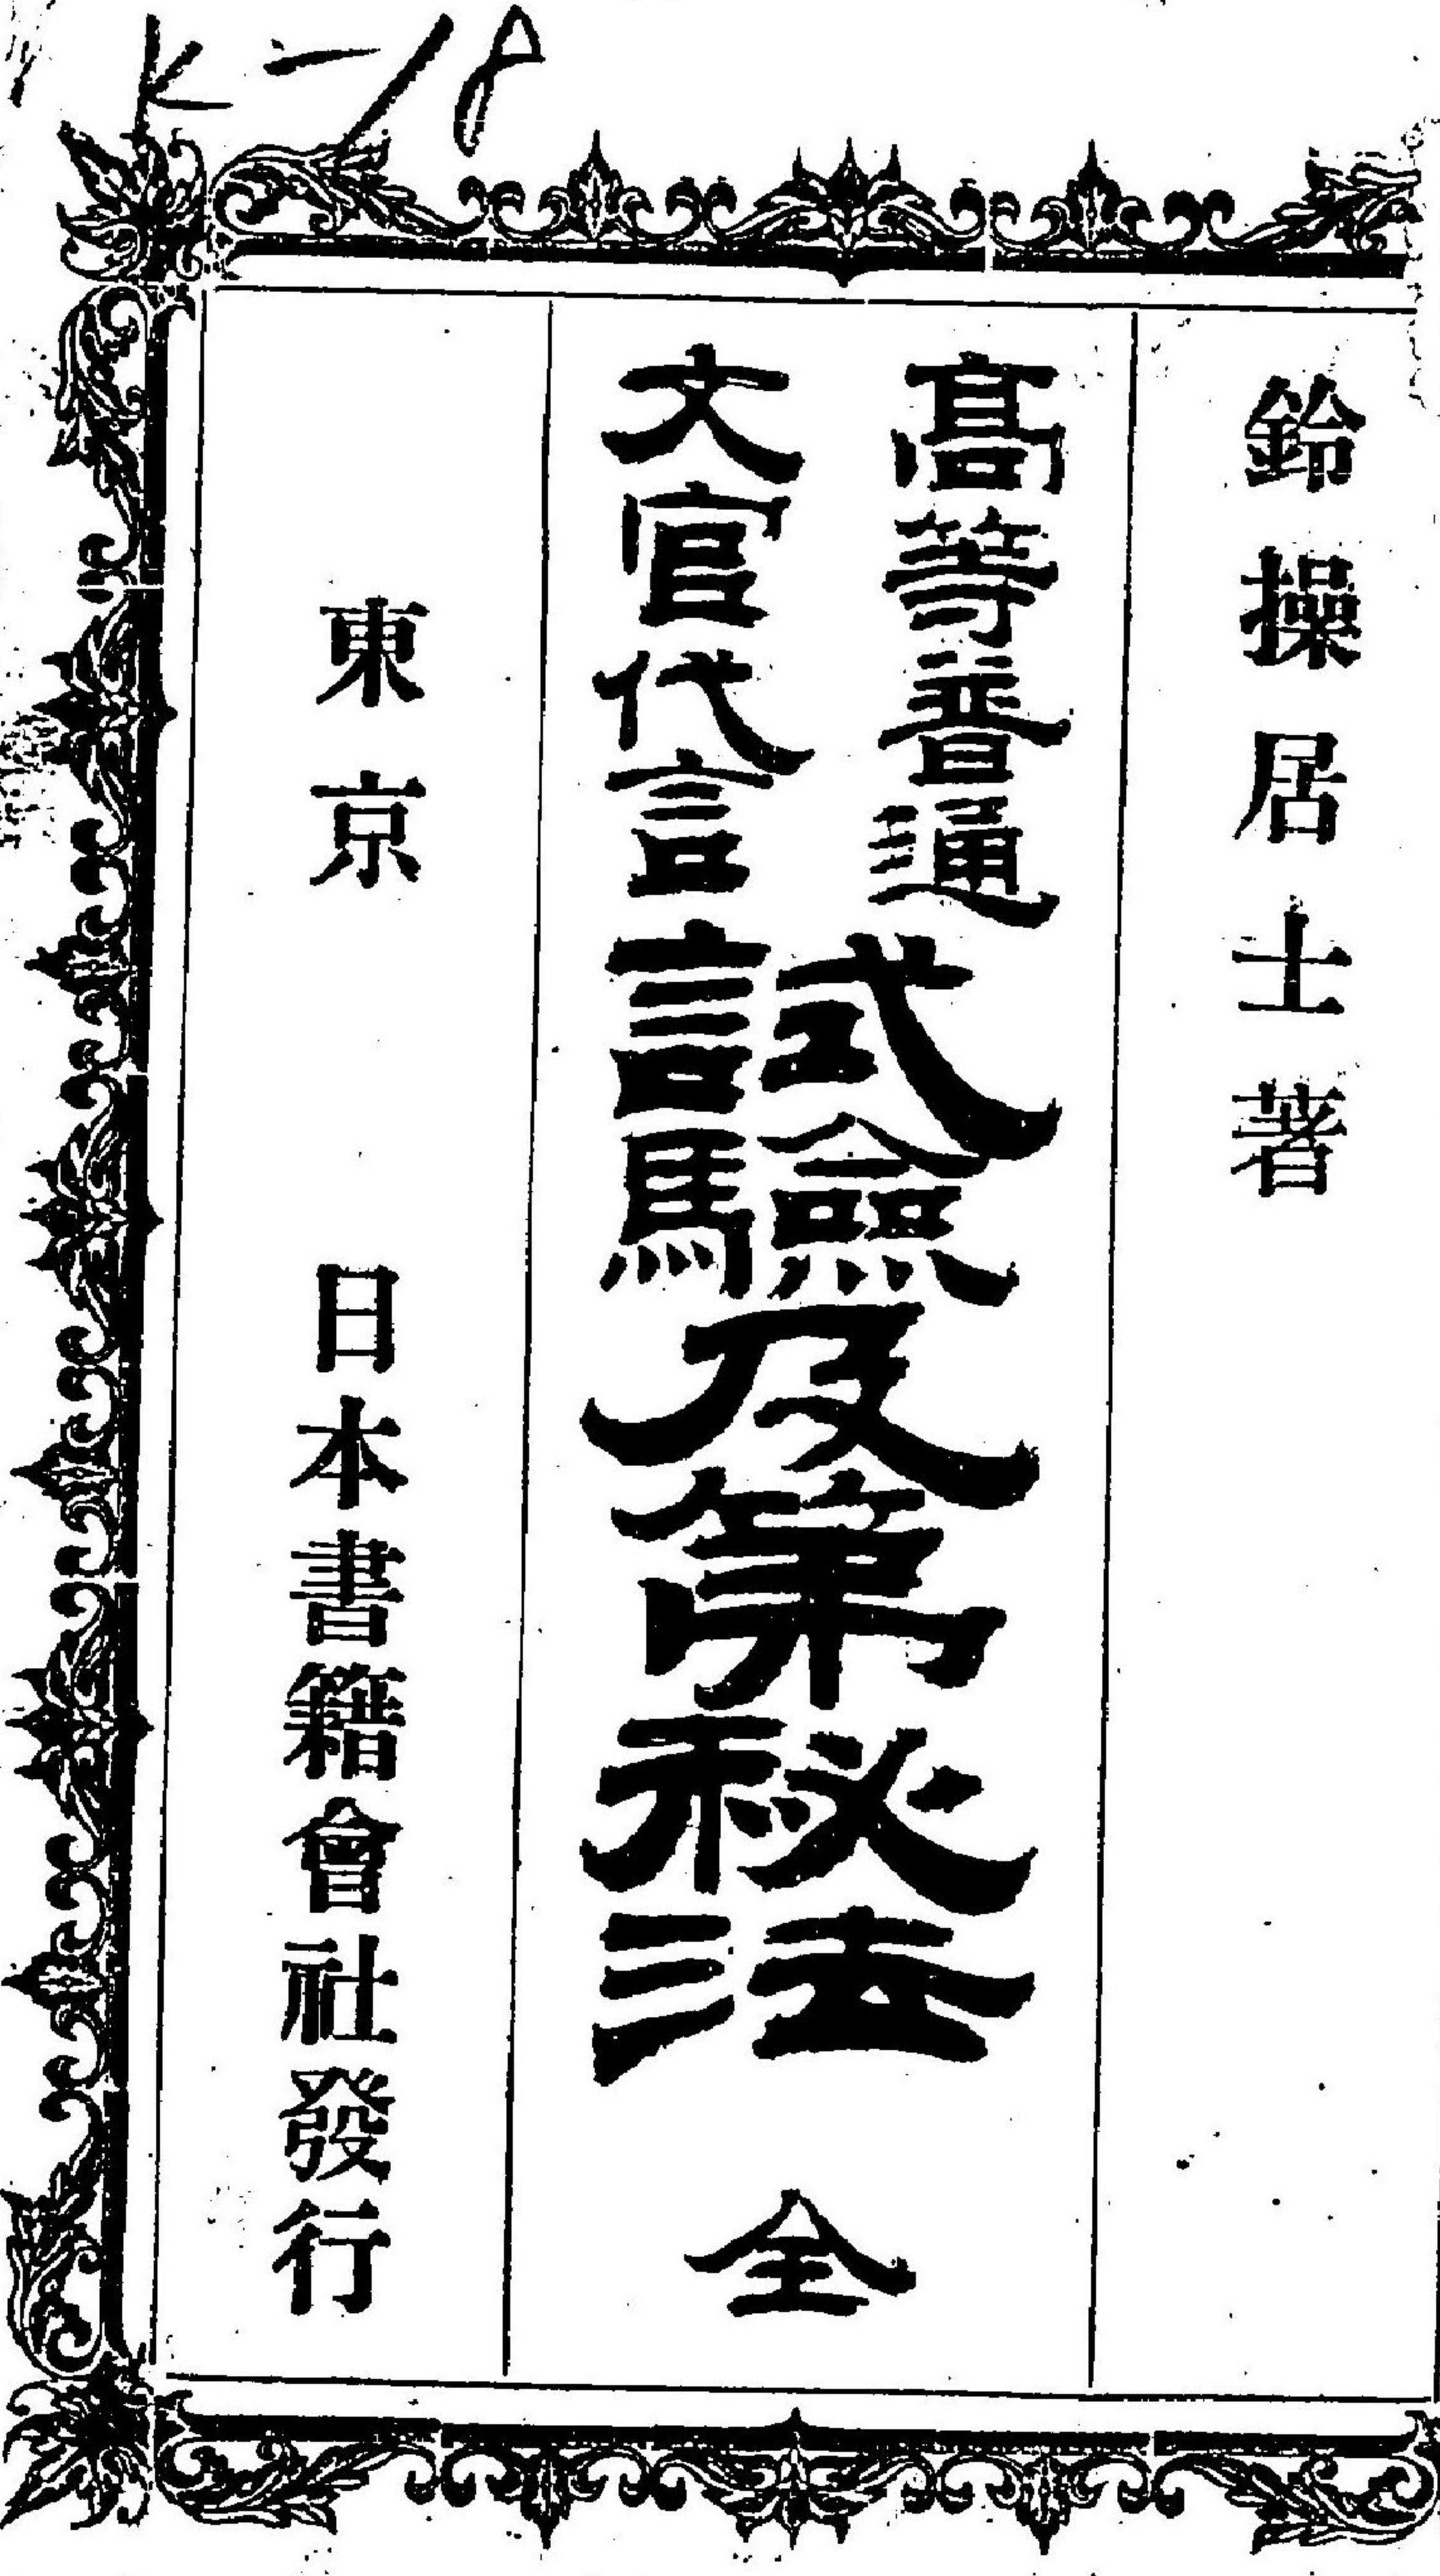 K-18
鈴操居士著
高等普通
文官代言
試驗及第秘法 全
東京 日本書籍會社發行